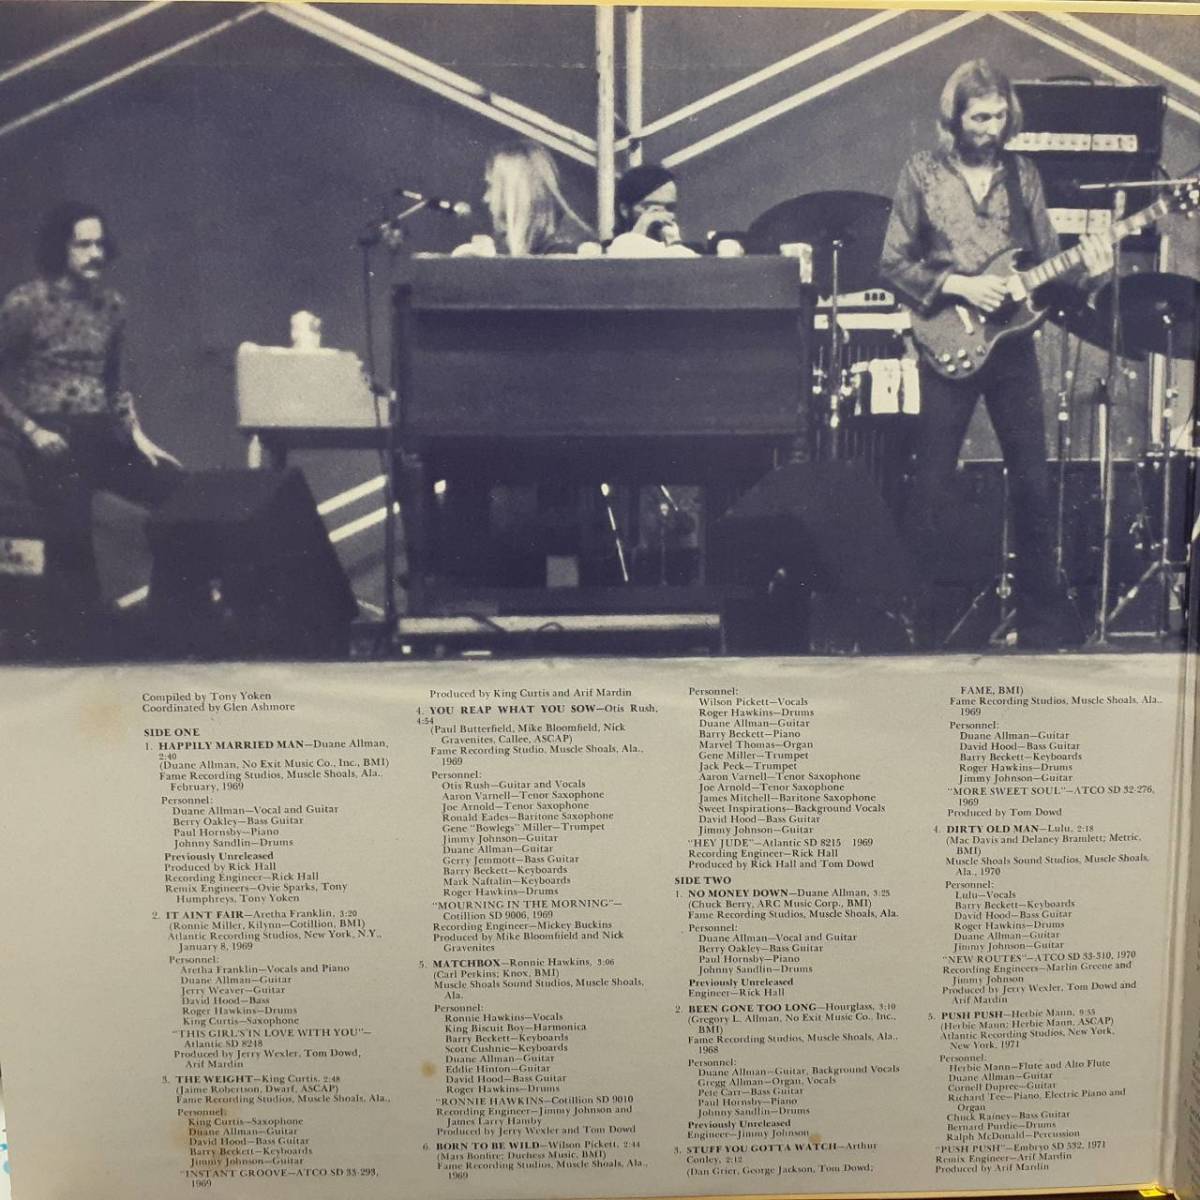 Compiled by Tony Yoken
Coordinated by Glen Ashmore
SIDE ONE
1. HAPPILY MARRIED MAN—Duane Allman,
2:40
(Duane Allman, No Exit Music Co., Inc., BMI)
Fame Recording Studios, Muscle Shoals, Ala.,
February, 1969
Personnel:
Duane Allman—Vocal and Guitar
Berry Oakley—Bass Guitar
Paul Hornsby—Piano
Johnny Sandlin—Drums
Previously Unreleased
Produced by Rick Hall
Recording Engineer—Rick Hall
Remix Engineers—Ovie Sparks, Tony
Humphreys, Tony Yoken
2. IT AINT FAIR—Aretha Franklin, 3:20
(Ronnie Miller, Kilynn—Cotillion, BMI)
Atlantic Recording Studios, New York, N.Y.,
January 8, 1969
Personnel:
Aretha Franklin—Vocals and Piano
Duane Allman—Guitar
Jerry Weaver—Guitar
David Hood—Bass
Roger Hawkins—Drums
King Curtis—Saxophone
"THIS GIRL'S IN LOVE WITH YOU"—
Atlantic SD 8248
Produced by Jerry Wexler, Tom Dowd,
Arif Mardin
3. THE WEIGHT—King Curtis, 2:48
(Jaime Robertson, Dwarf, ASCAP)
Fame Recording Studios, Muscle Shoals, Ala.,
Personnel:
King Curtis—Saxophone
Duane Allman—Guitar
David Hood—Bass Guitar
Barry Beckett—Keyboards
Jimmy Johnson—Guitar
"INSTANT GROOVE—ATCO SD 33-293,
1969
Produced by King Curtis and Arif Mardin
4. YOU REAP WHAT YOU SOW—Otis Rush,
4:54
(Paul Butterfield, Mike Bloomfield, Nick
Gravenites, Callee, ASCAP)
Fame Recording Studio, Muscle Shoals, Ala.,
1969
Personnel:
Otis Rush—Guitar and Vocals
Aaron Varnell—Tenor Saxophone
Joe Arnold—Tenor Saxophone
Ronald Eades—Baritone Saxophone
Gene "Bowlegs" Miller—Trumpet
Jimmy Johnson—Guitar
Duane Allman—Guitar
Gerry Jemmott—Bass Guitar
Barry Beckett—Keyboards
Mark Naftalin—Keyboards
Roger Hawkins—Drums
"MOURNING IN THE MORNING"—
Cotillion SD 9006, 1969
Recording Engineer—Mickey Buckins
Produced by Mike Bloomfield and Nick
Gravenites
5. MATCHBOX—Ronnie Hawkins, 3:06
(Carl Perkins; Knox, BMI)
Muscle Shoals Sound Studios, Muscle Shoals,
Ala.
Personnel:
Ronnie Hawkins—Vocals
King Biscuit Boy—Harmonica
Barry Beckett—Keyboards
Scott Cushnie—Keyboards
Duane Allman—Guitar
Eddie Hinton—Guitar
David Hood—Bass Guitar
Roger Hawkins—Drums
"RONNIE HAWKINS—Cotillion SD 9010
Recording Engineer—Jimmy Johnson and
James Larry Hamby
Produced by Jerry Wexler and Tom Dowd
6. BORN TO BE WILD—Wilson Pickett, 2:44
(Mars Bonfire; Duchess Music, BMI)
Fame Recording Studios, Muscle Shoals, Ala.,
1969
Personnel:
Wilson Pickett—Vocals
Roger Hawkins—Drums
Duane Allman—Guitar
Barry Beckett—Piano
Marvel Thomas—Organ
Gene Miller—Trumpet
Jack Peck—Trumpet
Aaron Varnell—Tenor Saxophone
Joe Arnold—Tenor Saxophone
James Mitchell—Baritone Saxophone
Sweet Inspirations—Background Vocals
David Hood—Bass Guitar
Jimmy Johnson—Guitar
"HEY JUDE"—Atlantic SD 8215 1969
Recording Engineer—Rick Hall
Produced by Rick Hall and Tom Dowd
SIDE TWO
1. NO MONEY DOWN—Duane Allman, 3:25
(Chuck Berry, ARC Music Corp., BMI)
Fame Recording Studios, Muscle Shoals, Ala.
Personnel:
Duane Allman—Vocal and Guitar
Berry Oakley—Bass Guitar
Paul Hornsby—Piano
Johnny Sandlin—Drums
Previously Unreleased
Engineer—Rick Hall
2. BEEN GONE TOO LONG—Hourglass, 3:10
(Gregory L. Allman, No Exit Music Co., Inc.,
BMI)
Fame Recording Studios, Muscle Shoals, Ala.,
1968
Personnel:
Duane Allman—Guitar, Background Vocals
Gregg Allman—Organ, Vocals
Pete Carr—Bass Guitar
Paul Hornsby—Piano
Johnny Sandlin—Drums
Previously Unreleased
Engineer—Jimmy Johnson
3. STUFF YOU GOTTA WATCH—Arthur
Conley, 2:12
(Dan Grier, George Jackson, Tom Dowd;
FAME, BMI)
Fame Recording Studios, Muscle Shoals, Ala.,
1969
Personnel:
Duane Allman—Guitar
David Hood—Bass Guitar
Barry Beckett—Keyboards
Roger Hawkins—Drums
Jimmy Johnson—Guitar
"MORE SWEET SOUL"—ATCO SD 32-276,
1969
Produced by Tom Dowd
4. DIRTY OLD MAN—Lulu, 2:18
(Mac Davis and Delaney Bramlett; Metric,
BMI)
Muscle Shoals Sound Studios, Muscle Shoals,
Ala., 1970
Personnel:
Lulu—Vocals
Barry Beckett—Keyboards
David Hood—Bass Guitar
Roger Hawkins—Drums
Duane Allman—Guitar
Jimmy Johnson—Guitar
"NEW ROUTES"—ATCO SD 33-310, 1970
Recording Engineers—Marlin Greene and
Jimmy Johnson
Produced by Jerry Wexler, Tom Dowd and
Arif Mardin
5. PUSH PUSH—Herbie Mann, 9:55
(Herbie Mann; Herbie Mann, ASCAP)
Atlantic Recording Studios, New York,
New York, 1971
Personnel:
Herbie Mann—Flute and Alto Flute
Duane Allman—Guitar
Cornell Dupree—Guitar
Richard Tee—Piano, Electric Piano and
Organ
Chuck Rainey—Bass Guitar
Bernard Purdie—Drums
Ralph McDonald—Percussion
"PUSH PUSH"—Embryo SD 532, 1971
Remix Engineer—Arif Mardin
Produced by Arif Mardin